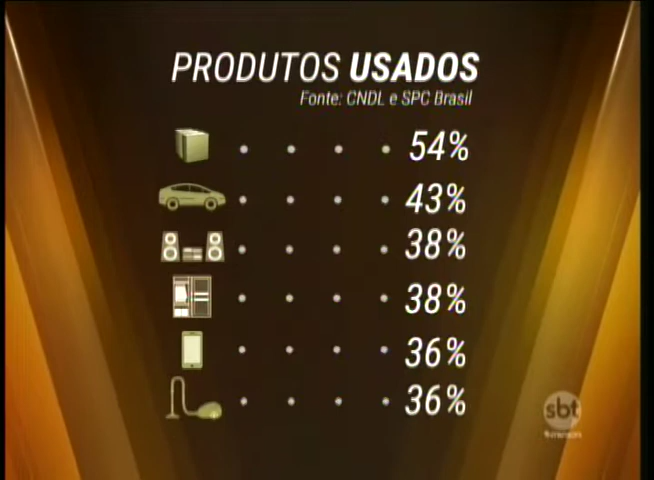 PRODUTOS USADOS
Fonte: CNDL e SPC Brasil
54%
43%
38%
38%
36%
36%
sbt